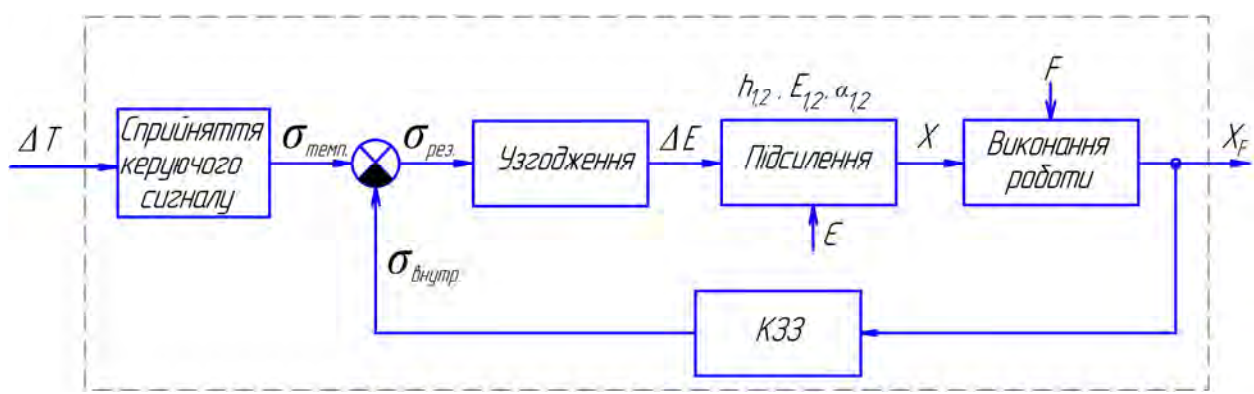 ΔT
Сприйняття
керуючого
сигналу
σтемп.
σрез.
Узгодження
ΔE
h1,2 . E1,2. α1,2
Підсилення
E
X
F
Виконання
роботи
XF
σвнутр.
КЗЗ